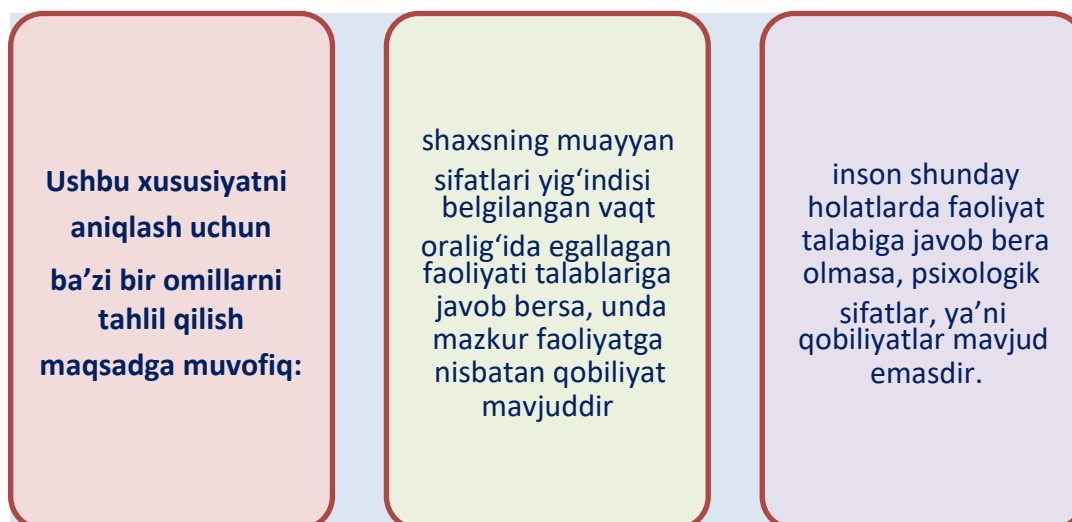 Ushbu xususiyatni
aniqlash uchun
ba’zi bir omillarni
tahlil qilish
maqsadga muvofiq:
shaxsning muayyan
sifatlari yig‘indisi
belgilangan vaqt
oralig‘ida egallagan
faoliyati talablariga
javob bersa, unda
mazkur faoliyatga
nisbatan qobiliyat
mavjuddir
inson shunday
holatlarda faoliyat
talabiga javob bera
olmasa, psixologik
sifatlar, ya’ni
qobiliyatlar mavjud
emasdir.